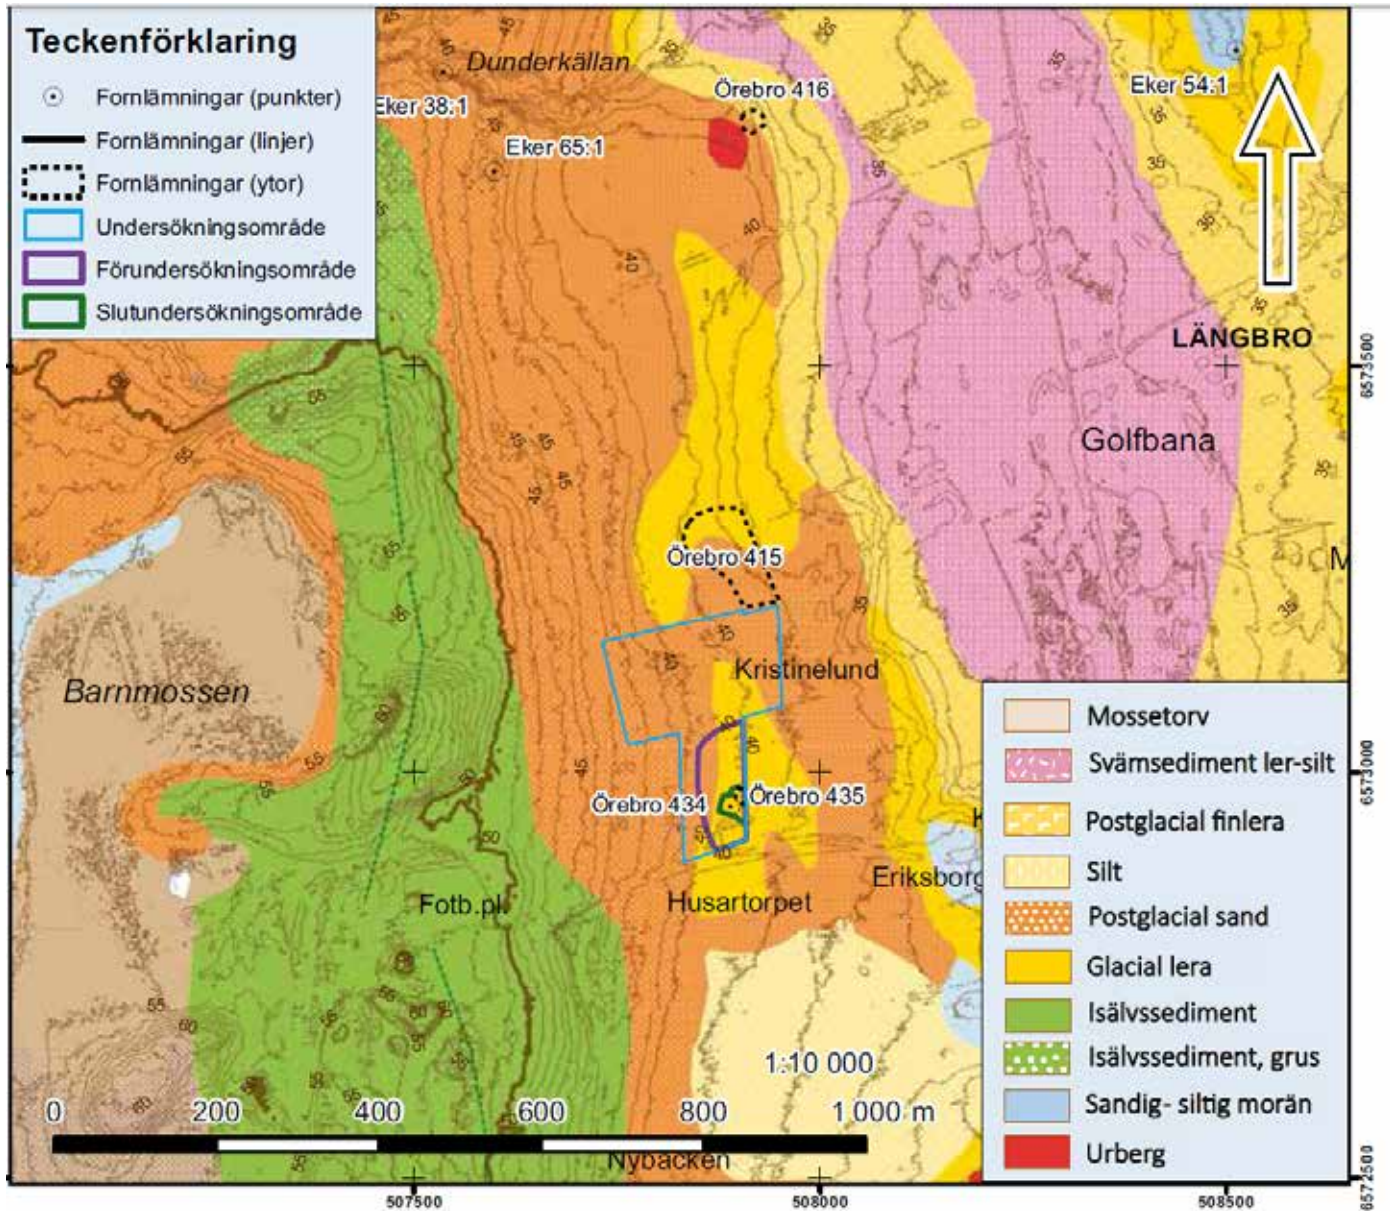 Teckenförklaring
Fornlämningar (punkter)
Fornlämningar (linjer)
Fornlämningar (ytor)
Undersökningsområde
Förundersökningsområde
Slutundersökningsområde
Dunderkällan
Örebro 416
Eker 54:1
Eker 38:1
Eker 65:1
LÄNGBRO
6573500
Golfbana
Örebro 415
M
Kristinelund
Barnmossen
6573000
Örebro 434
Örebro 435
Eriksborg
Fotb.pl.
Husartorpet
Mossetorv
Svämsediment ler-silt
Postglacial finlera
Silt
Postglacial sand
Glacial lera
Isälvssediment
Isälvssediment, grus
Sandig- siltig morän
Urberg
1:10 000
0 200 400 600 800 1 000 m
Nybacken
6572500
507500 508000 508500